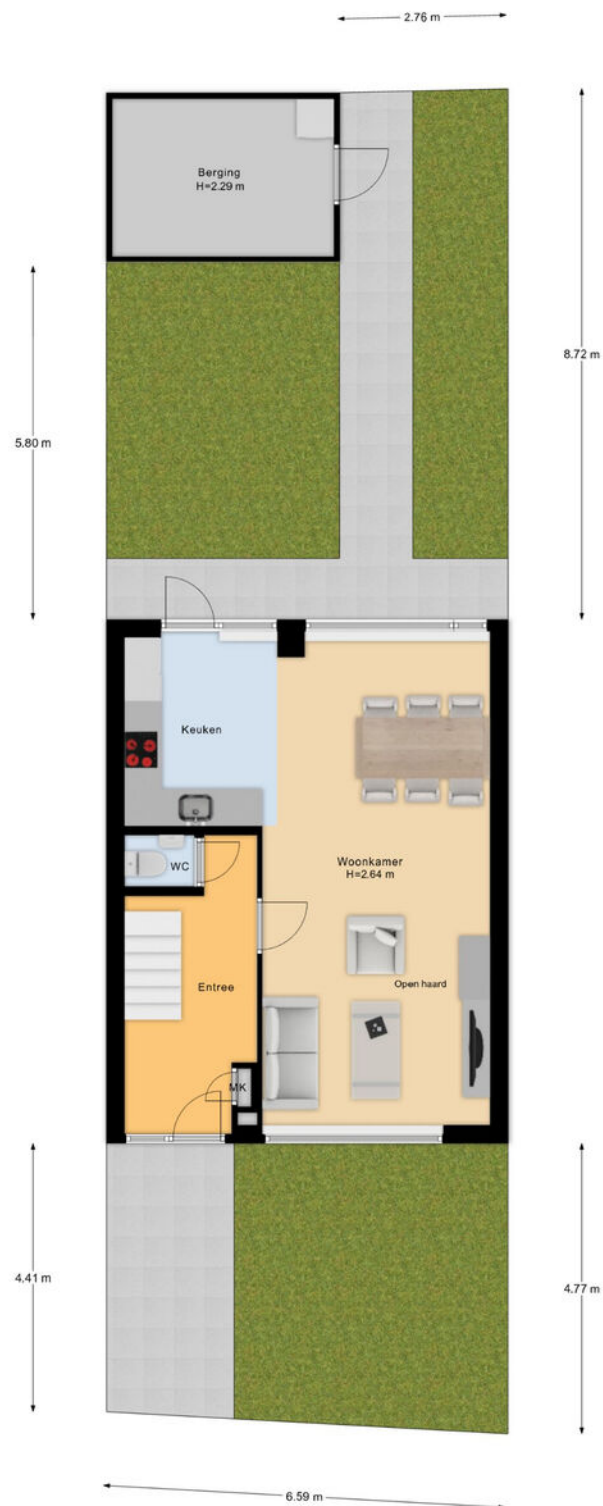 2.76 m
Berging
H=2.29 m
8.72 m
5.80 m
Keuken
WC
Woonkamer
H=2.64 m
Open haard
Entree
MK
4.41 m
4.77 m
6.59 m